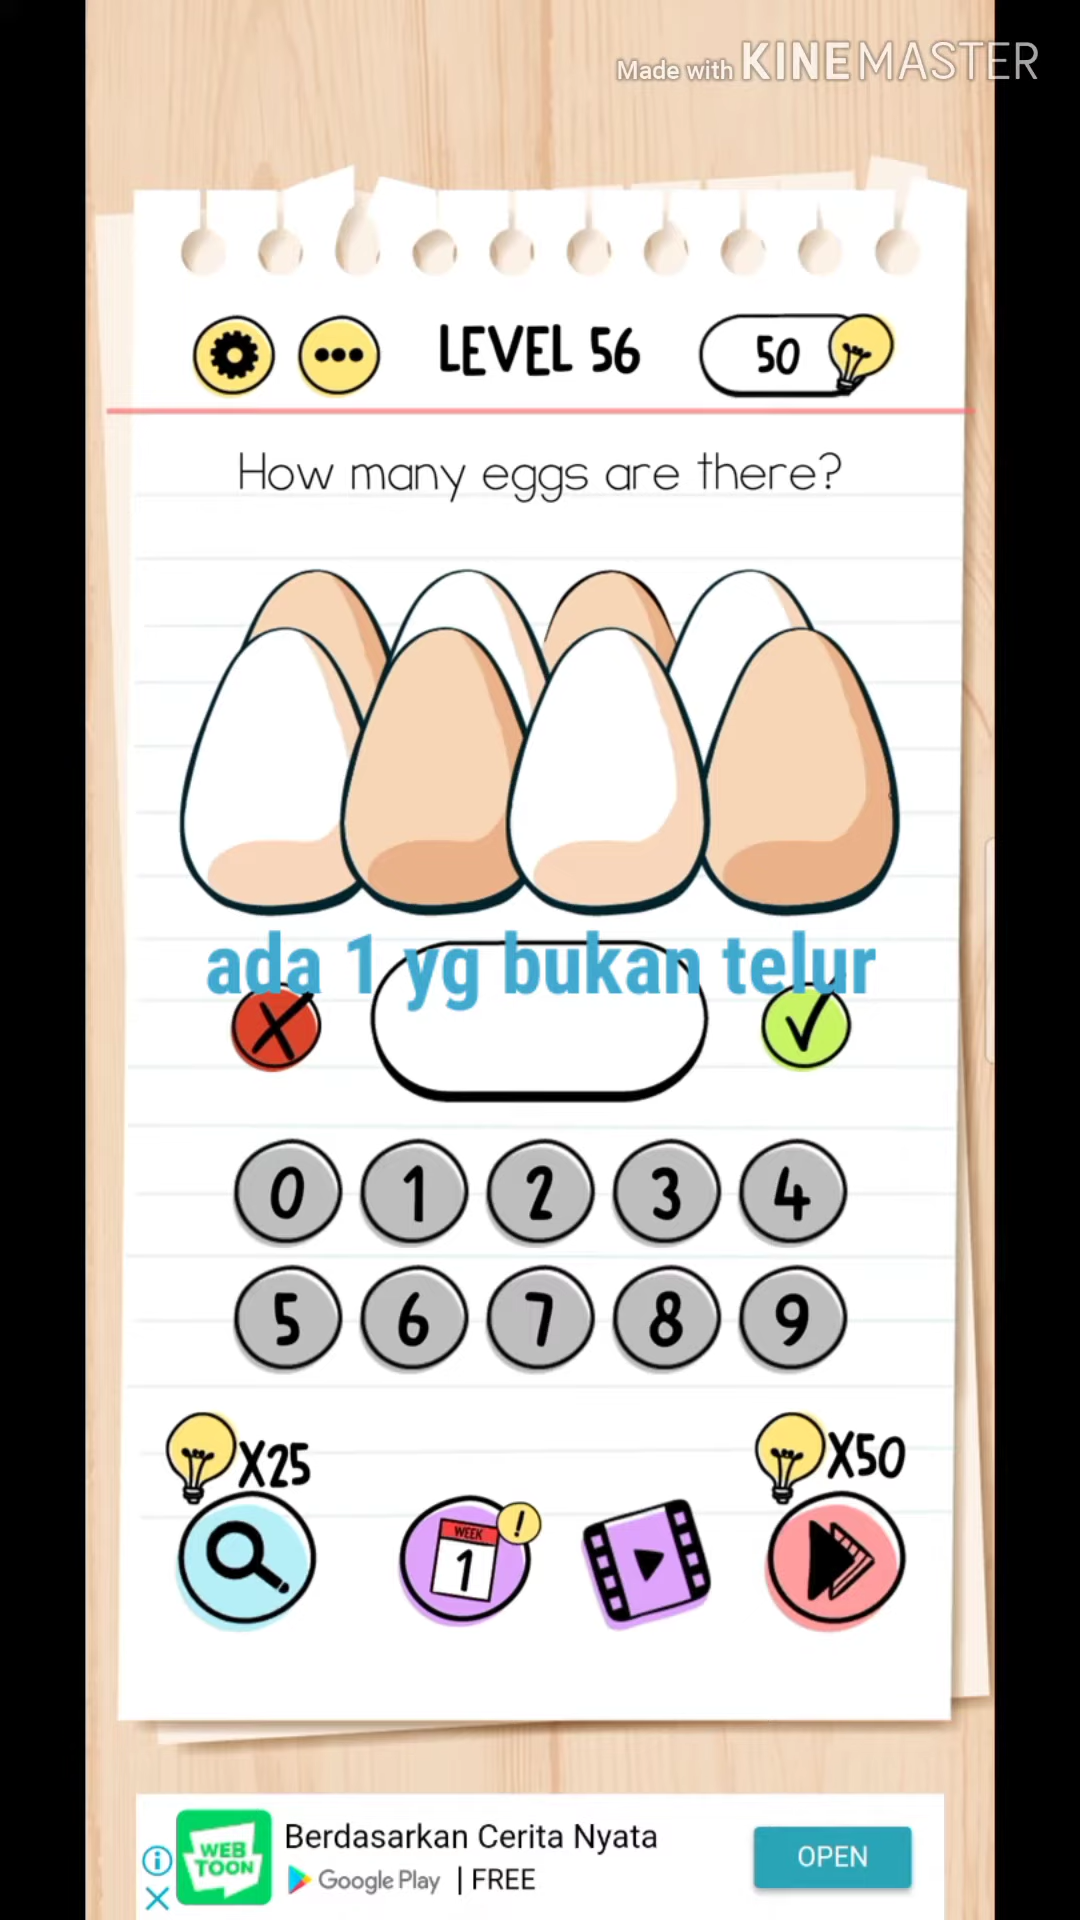 Made with KINEMASTER
LEVEL 56
50
How many eggs are there?
ada 1 yg bukan telur
0 1 2 3 4
5 6 7 8 9
X25
X50
WEEK
1
!
WEB
TOON
Berdasarkan Cerita Nyata
Google Play | FREE
OPEN